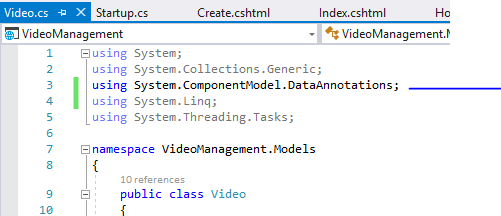 Video.cs Startup.cs Create.cshtml Index.cshtml Ho
VideoManagement VideoManagement.M
1 using System;
2 using System.Collections.Generic;
3 using System.ComponentModel.DataAnnotations;
4 using System.Linq;
5 using System.Threading.Tasks;
6
7 namespace VideoManagement.Models
8 {
10 references
9 public class Video
10 {